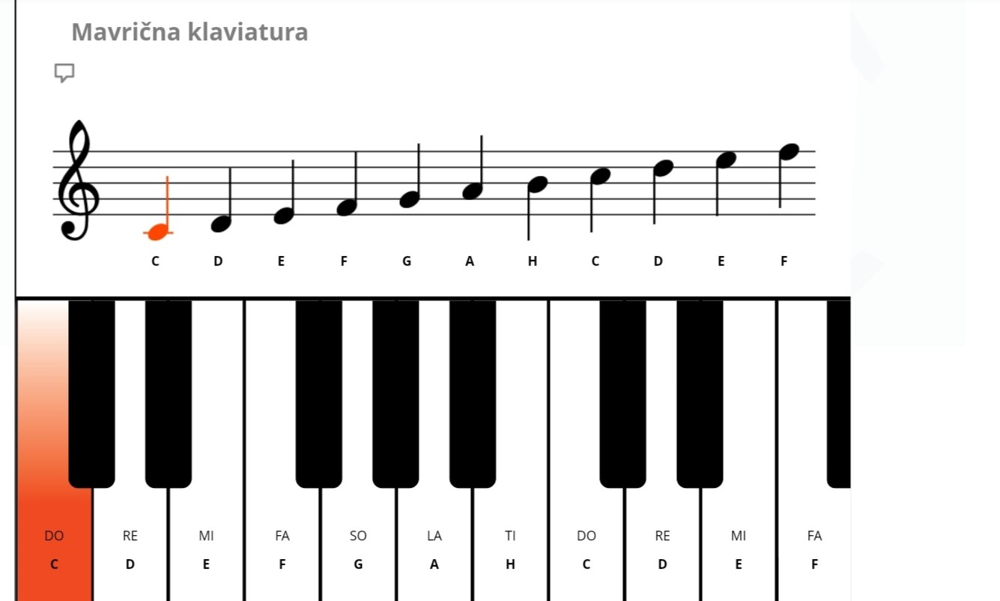 Mavrična klaviatura
C D E F G A H C D E F
DO RE MI FA SO LA TI DO RE MI FA
C D E F G A H C D E F